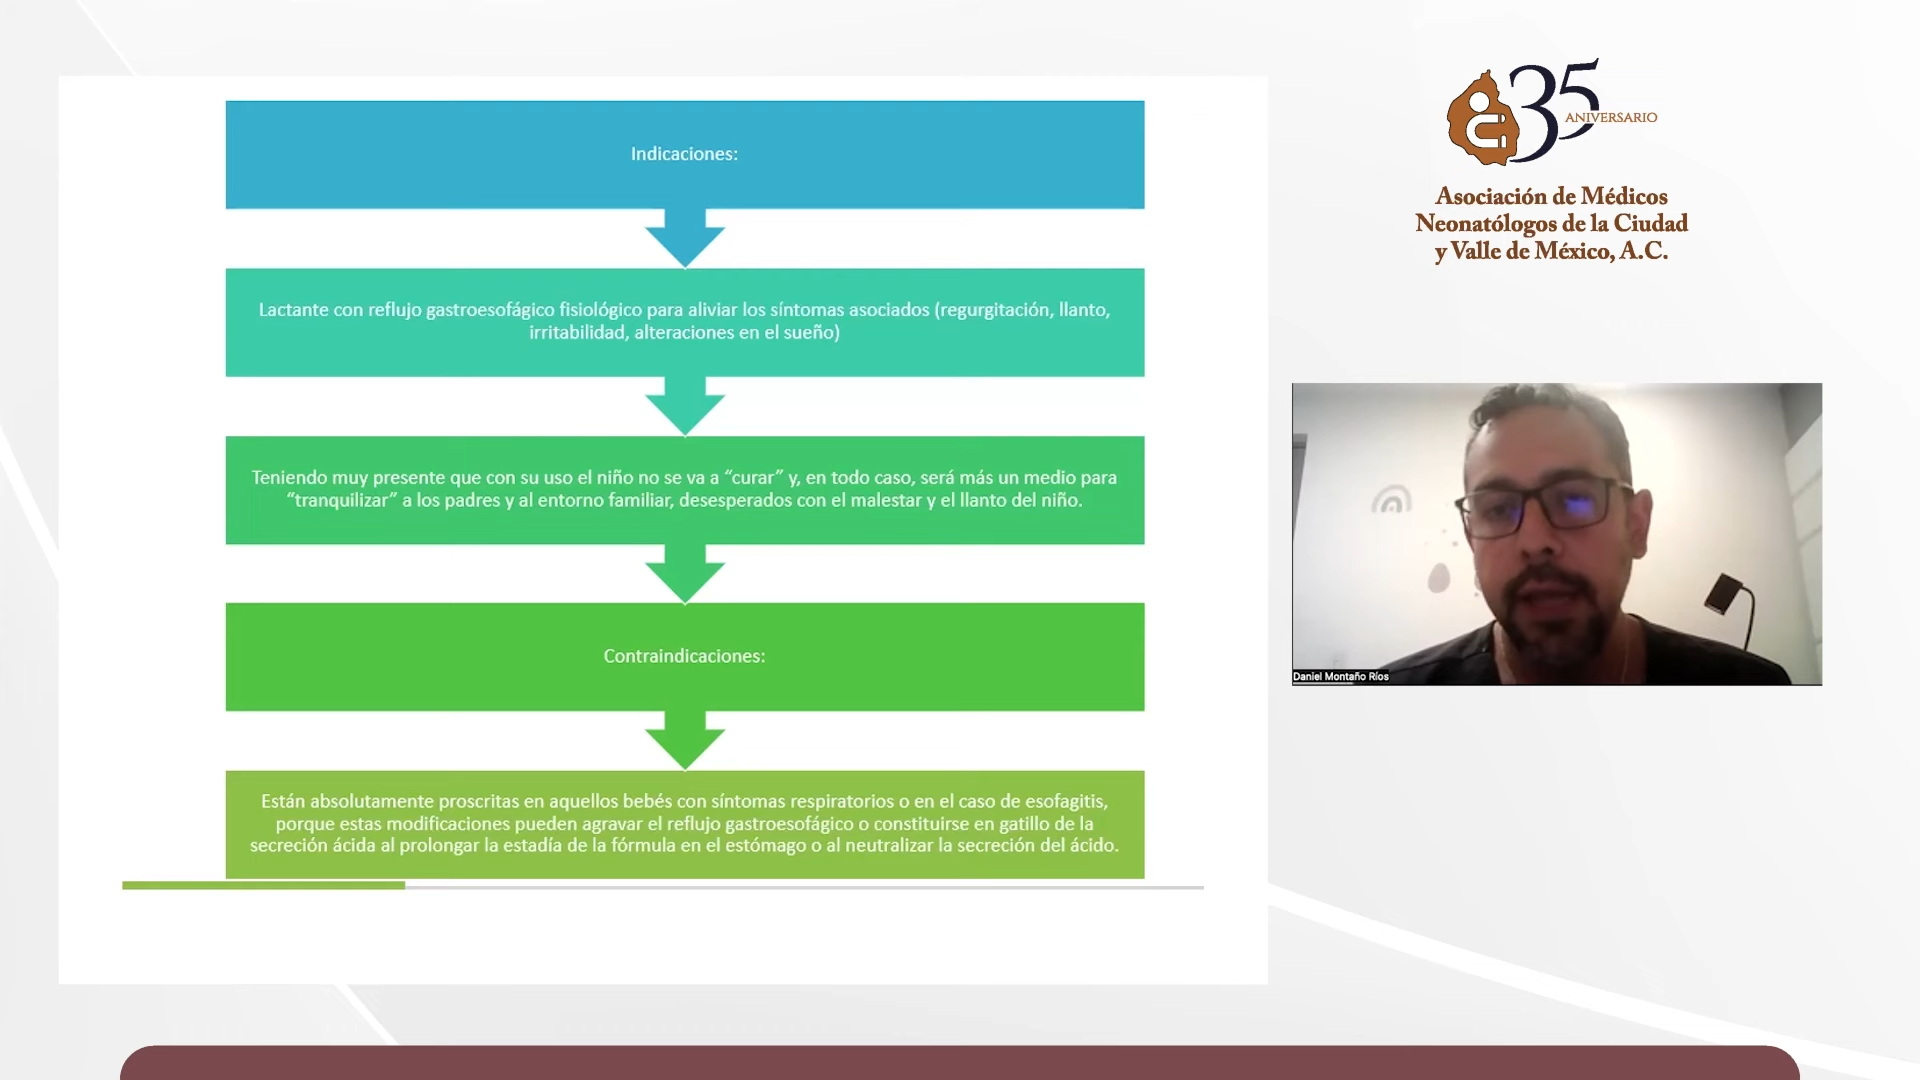 Indicaciones:
Lactante con reflujo gastroesofágico fisiológico para aliviar los síntomas asociados (regurgitación, llanto,
irritabilidad, alteraciones en el sueño)
Teniendo muy presente que con su uso el niño no se va a “curar” y, en todo caso, será más un medio para
“tranquilizar” a los padres y al entorno familiar, desesperados con el malestar y el llanto del niño.
Contraindicaciones:
Están absolutamente proscritas en aquellos bebés con síntomas respiratorios o en el caso de esofagitis,
porque estas modificaciones pueden agravar el reflujo gastroesofágico o constituirse en gatillo de la
secreción ácida al prolongar la estadía de la fórmula en el estómago o al neutralizar la secreción del ácido.
35
ANIVERSARIO
Asociación de Médicos
Neonatólogos de la Ciudad
y Valle de México, A.C.
Daniel Montaño Ríos